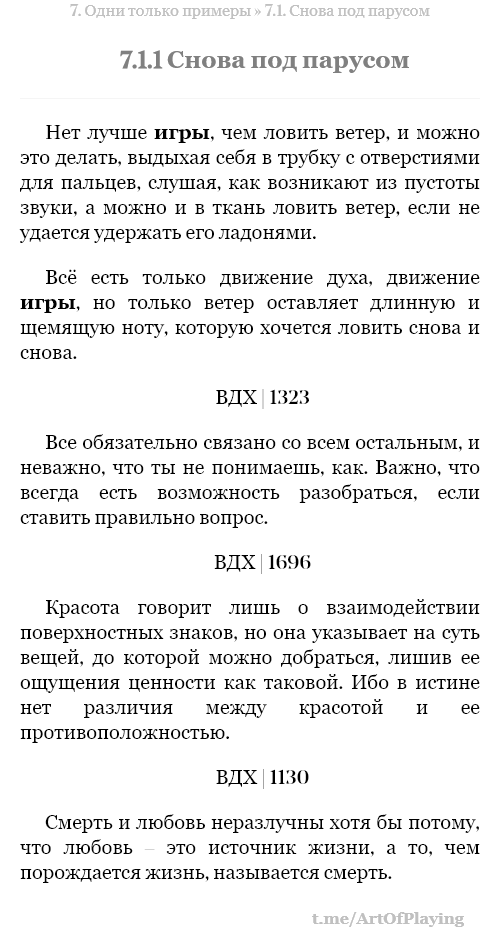 7. Одни только примеры » 7.1. Снова под парусом
7.1.1 Снова под парусом
Нет лучше игры, чем ловить ветер, и можно
это делать, выдыхая себя в трубку с отверстиями
для пальцев, слушая, как возникают из пустоты
звуки, а можно и в ткань ловить ветер, если не
удается удержать его ладонями.
Всё есть только движение духа, движение
игры, но только ветер оставляет длинную и
щемящую ноту, которую хочется ловить снова и
снова.
ВДХ | 1323
Все обязательно связано со всем остальным, и
неважно, что ты не понимаешь, как. Важно, что
всегда есть возможность разобраться, если
ставить правильно вопрос.
ВДХ | 1696
Красота говорит лишь о взаимодействии
поверхностных знаков, но она указывает на суть
вещей, до которой можно добраться, лишив ее
ощущения ценности как таковой. Ибо в истине
нет различия между красотой и ее
противоположностью.
ВДХ | 1130
Смерть и любовь неразлучны хотя бы потому,
что любовь – это источник жизни, а то, чем
порождается жизнь, называется смерть.
t.me/ArtOfPlaying